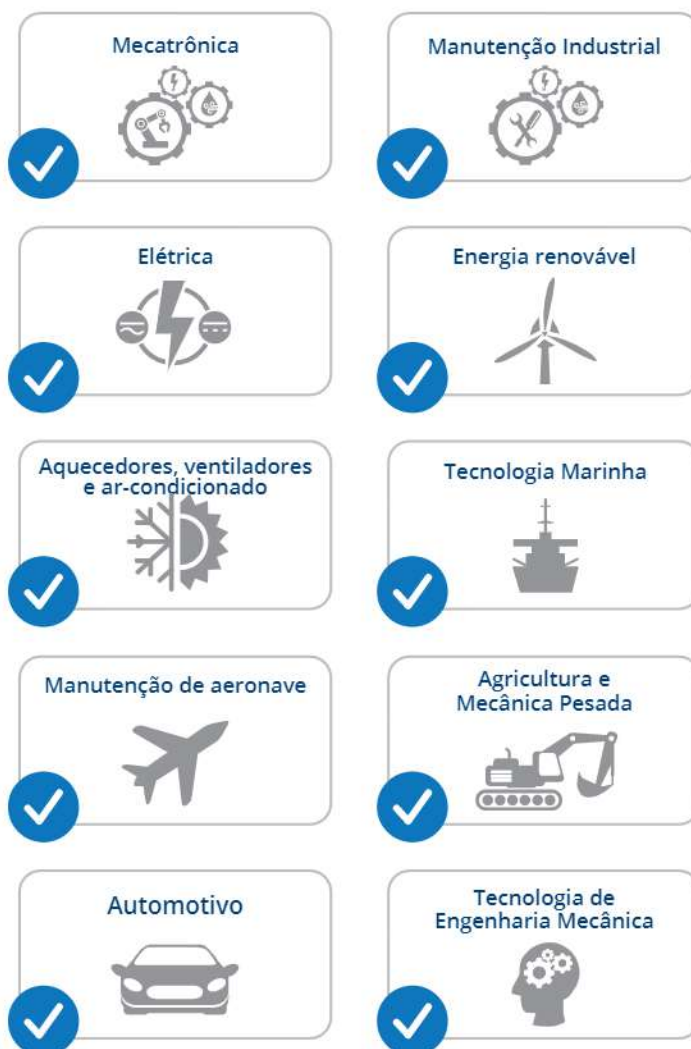 Mecatrônica
Manutenção Industrial
Elétrica
Energia renovável
Aquecedores, ventiladores
e ar-condicionado
Tecnologia Marinha
Manutenção de aeronave
Agricultura e
Mecânica Pesada
Automotivo
Tecnologia de
Engenharia Mecânica